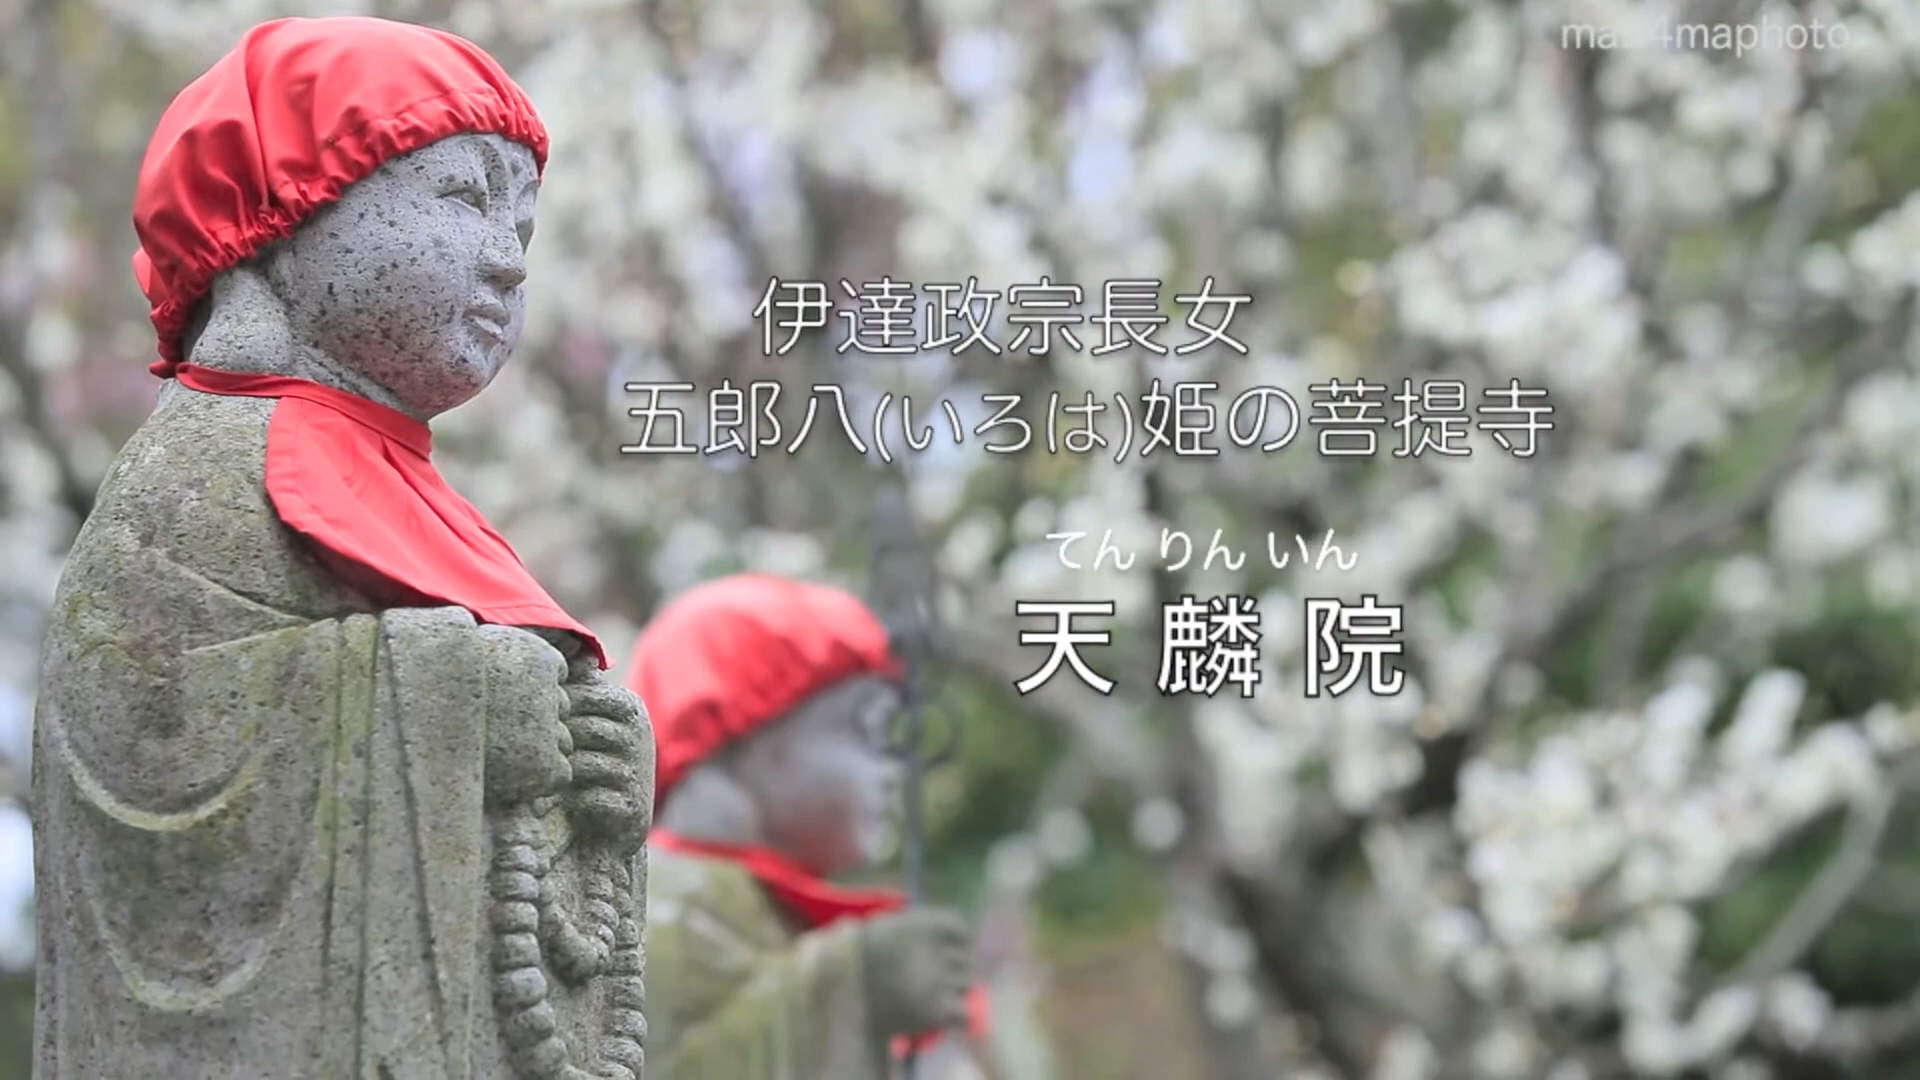 伊達政宗長女
五郎八(いろは)姫の菩提寺
てん りん いん
天 麟 院